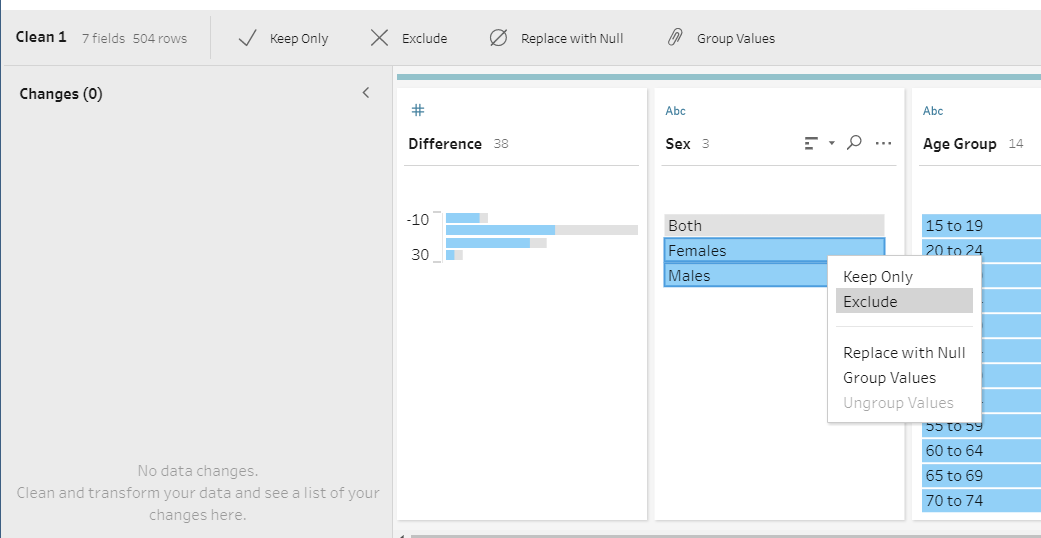 Clean 1 7 fields 504 rows Keep Only Exclude Replace with Null Group Values
Changes (0)
No data changes.
Clean and transform your data and see a list of your
changes here.
#
Difference 38
-10
30
Abc
Sex 3
Both
Females
Males
Keep Only
Exclude
Replace with Null
Group Values
Ungroup Values
Abc
Age Group 14
15 to 19
20 to 24
55 to 59
60 to 64
65 to 69
70 to 74